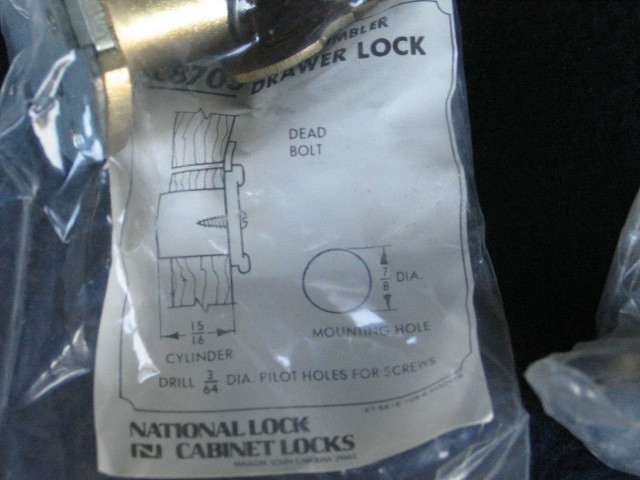 DRAWER LOCK
DEAD
BOLT
7/8 DIA.
MOUNTING HOLE
15/16
CYLINDER
DRILL 3/64 DIA. PILOT HOLES FOR SCREWS
NATIONAL LOCK
CABINET LOCKS